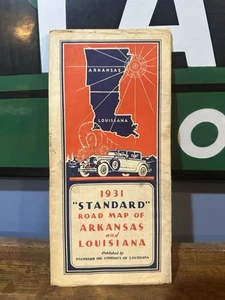 ARKANSAS
LOUISIANA
1931
"STANDARD"
ROAD MAP OF
ARKANSAS
and
LOUISIANA
Published by
STANDARD OIL COMPANY OF LOUISIANA